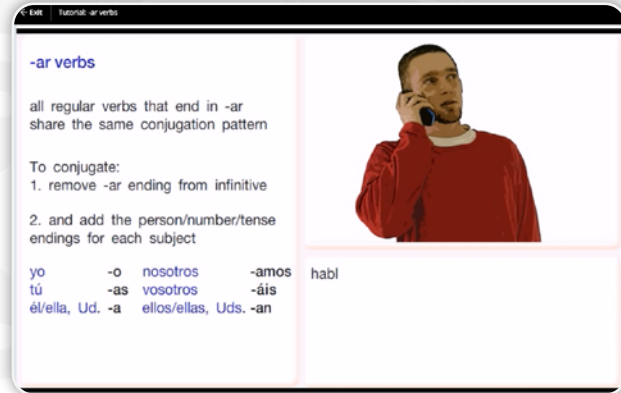 ← Exit Tutorial: -ar verbs
-ar verbs
all regular verbs that end in -ar
share the same conjugation pattern
To conjugate:
1. remove -ar ending from infinitive
2. and add the person/number/tense
endings for each subject
yo -o nosotros -amos
tú -as vosotros -áis
él/ella, Ud. -a ellos/ellas, Uds. -an
habl